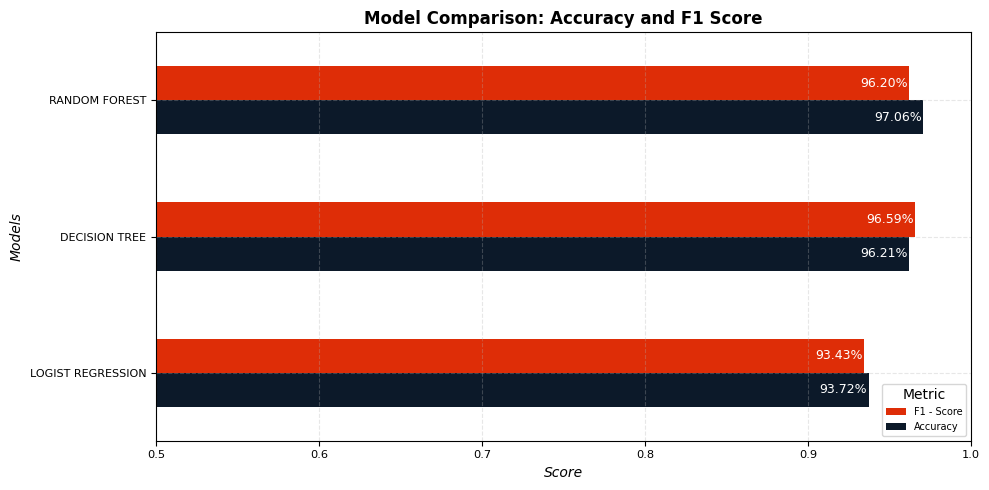 Model Comparison: Accuracy and F1 Score
RANDOM FOREST
96.20%
97.06%
DECISION TREE
96.59%
96.21%
LOGIST REGRESSION
93.43%
93.72%
Models
Metric
F1 - Score
Accuracy
0.5 0.6 0.7 0.8 0.9 1.0
Score